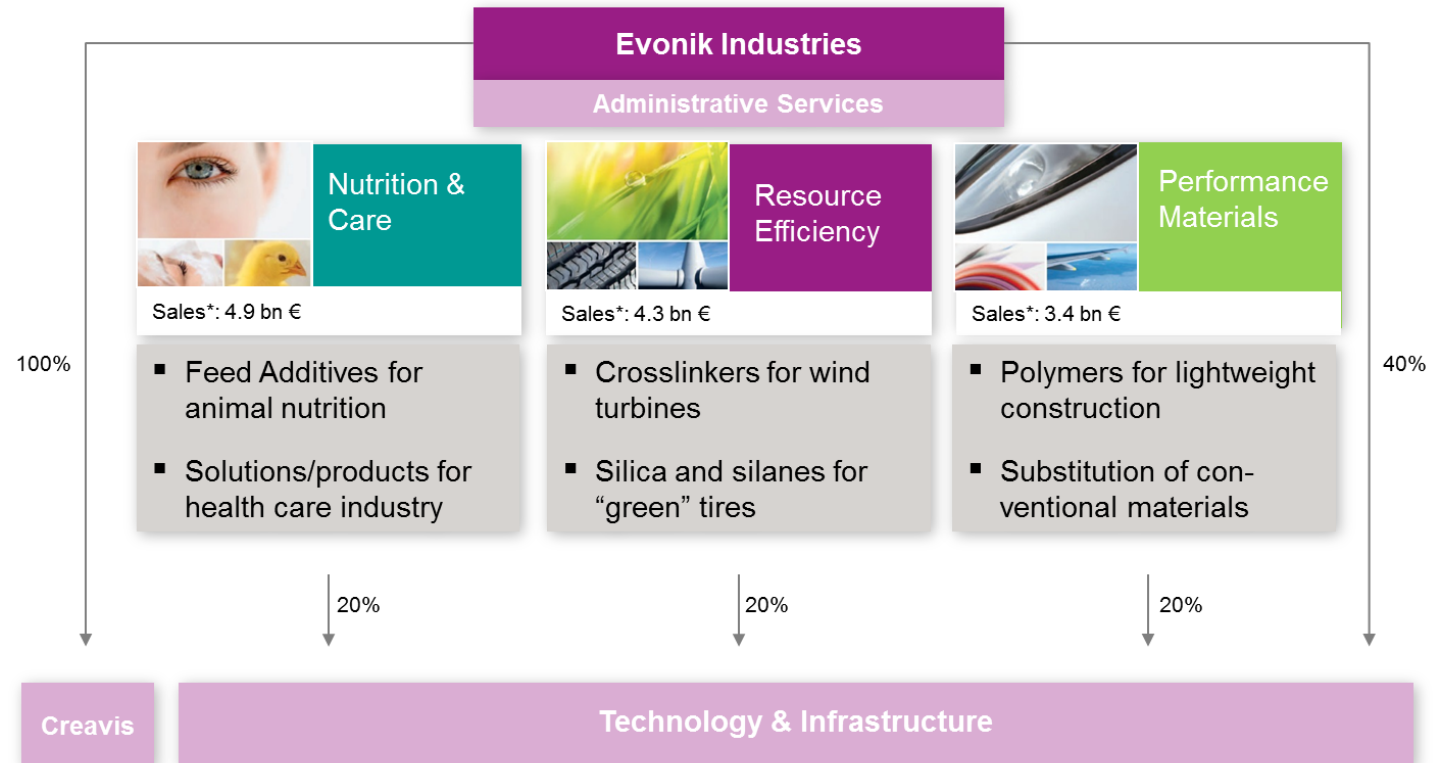 Evonik Industries
Administrative Services
Nutrition &
Care
Sales*: 4.9 bn €
Resource
Efficiency
Sales*: 4.3 bn €
Performance
Materials
Sales*: 3.4 bn €
100%
▪ Feed Additives for
animal nutrition
▪ Solutions/products for
health care industry
▪ Crosslinkers for wind
turbines
▪ Silica and silanes for
“green” tires
▪ Polymers for lightweight
construction
▪ Substitution of con-
ventional materials
40%
20%
20%
20%
Creavis
Technology & Infrastructure